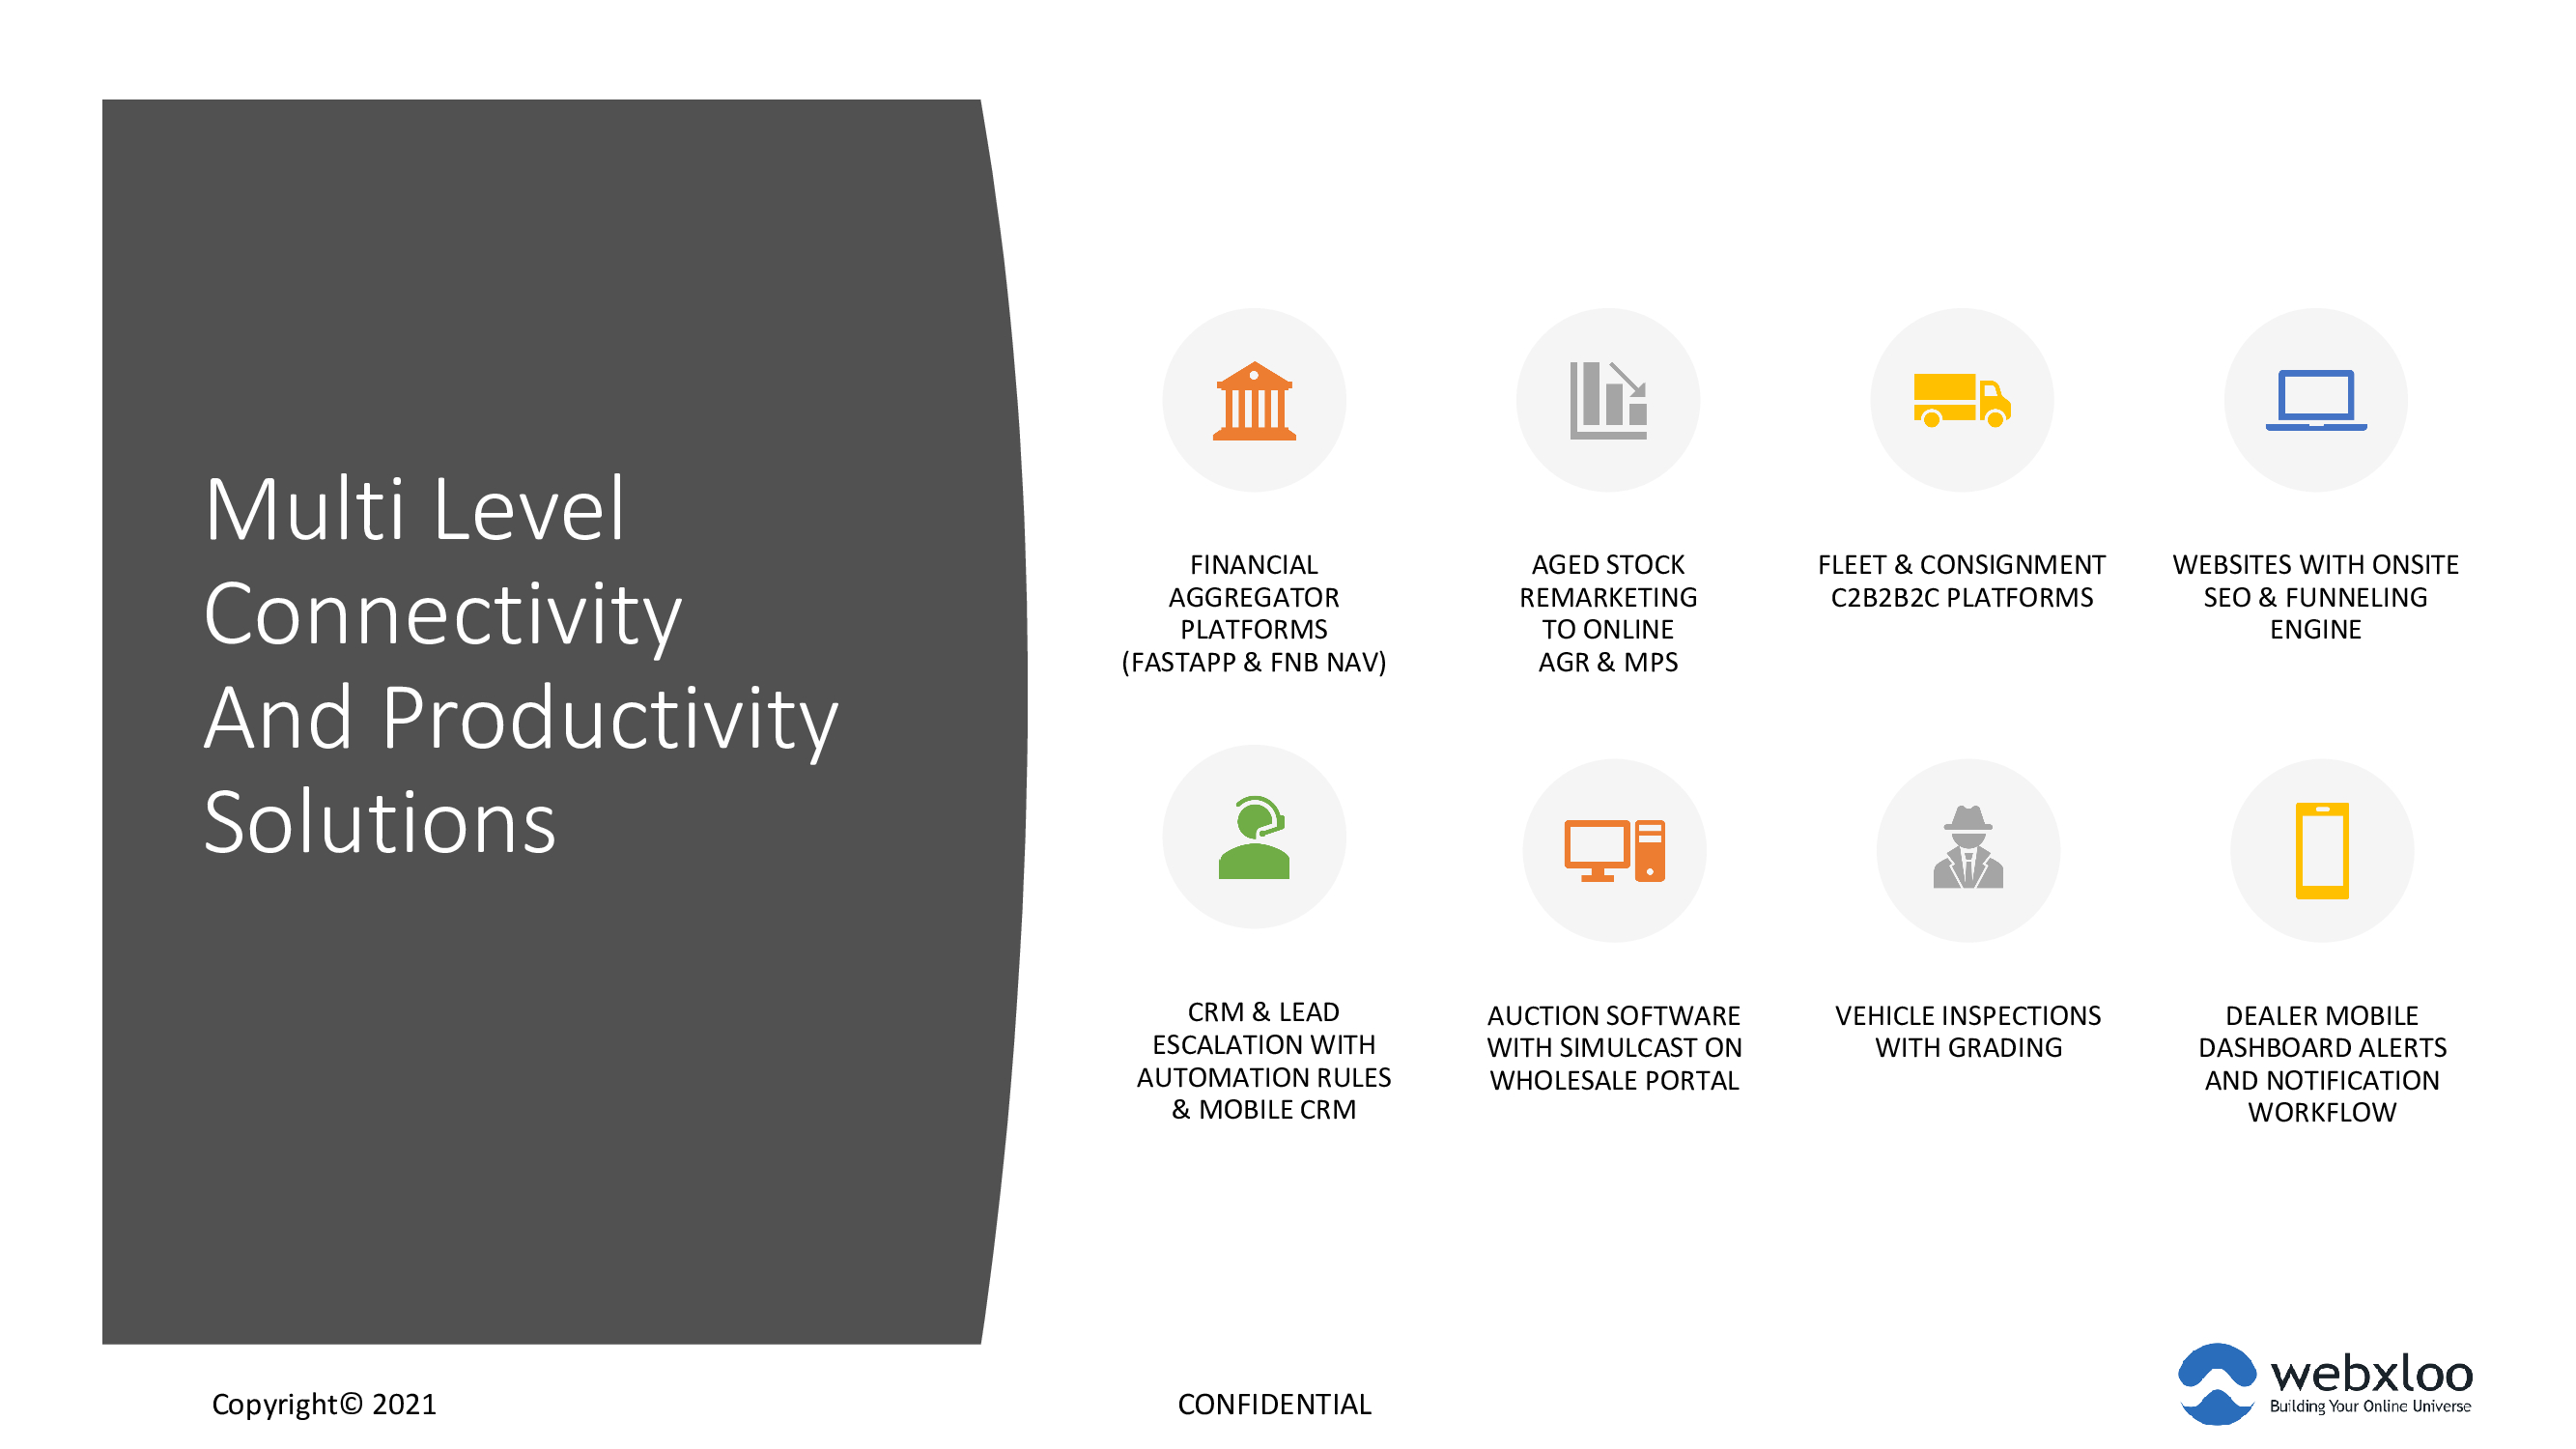 Multi Level
Connectivity
And Productivity
Solutions
FINANCIAL
AGGREGATOR
PLATFORMS
(FASTAPP & FNB NAV)
AGED STOCK
REMARKETING
TO ONLINE
AGR & MPS
FLEET & CONSIGNMENT
C2B2B2C PLATFORMS
WEBSITES WITH ONSITE
SEO & FUNNELING
ENGINE
CRM & LEAD
ESCALATION WITH
AUTOMATION RULES
& MOBILE CRM
AUCTION SOFTWARE
WITH SIMULCAST ON
WHOLESALE PORTAL
VEHICLE INSPECTIONS
WITH GRADING
DEALER MOBILE
DASHBOARD ALERTS
AND NOTIFICATION
WORKFLOW
Copyright© 2021
CONFIDENTIAL
webxloo
Building Your Online Universe